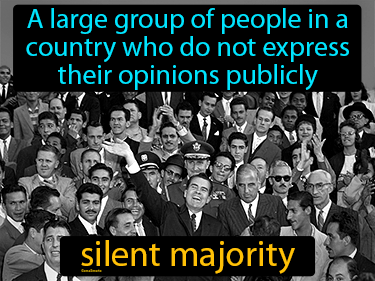 A large group of people in a
country who do not express
their opinions publicly
silent majority